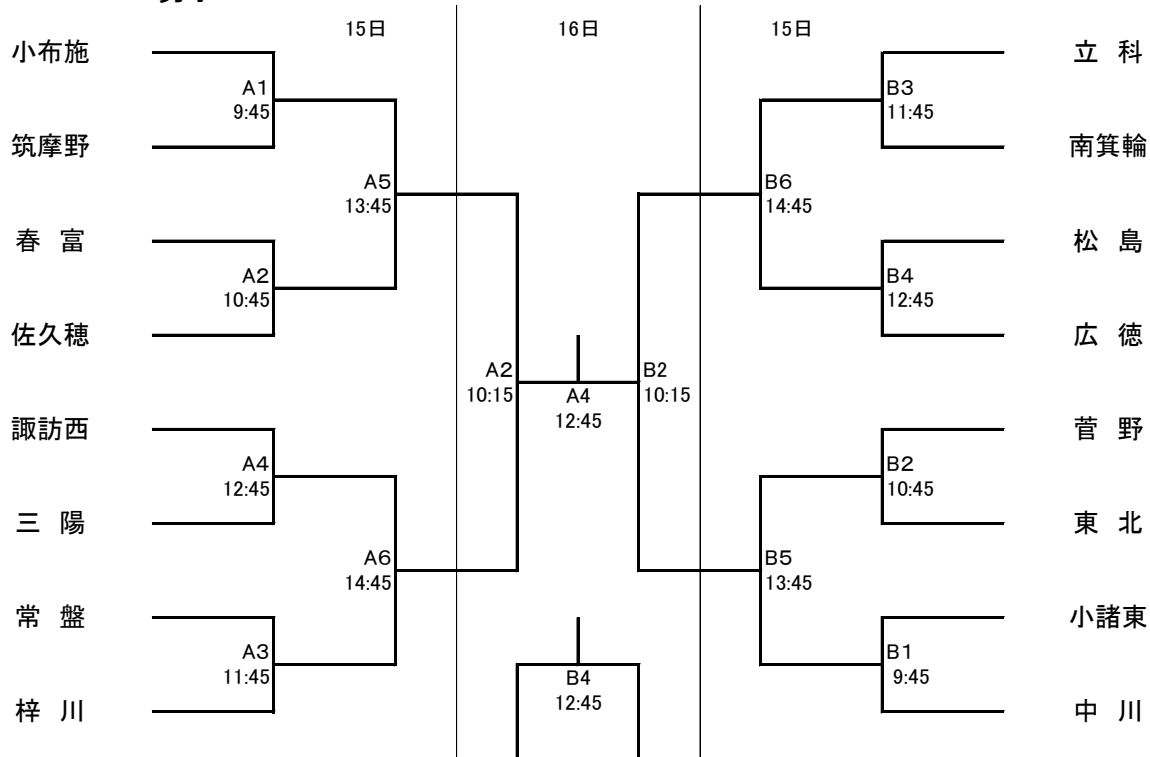 15日
16日
15日
小布施
立 科
A1
9:45
B3
11:45
筑摩野
南箕輪
A5
13:45
B6
14:45
春 富
松 島
A2
10:45
B4
12:45
佐久穂
広 徳
A2
10:15
A4
12:45
B2
10:15
諏訪西
菅 野
A4
12:45
B2
10:45
三 陽
東 北
A6
14:45
B5
13:45
常 盤
小諸東
A3
11:45
B4
12:45
B1
9:45
梓 川
中 川